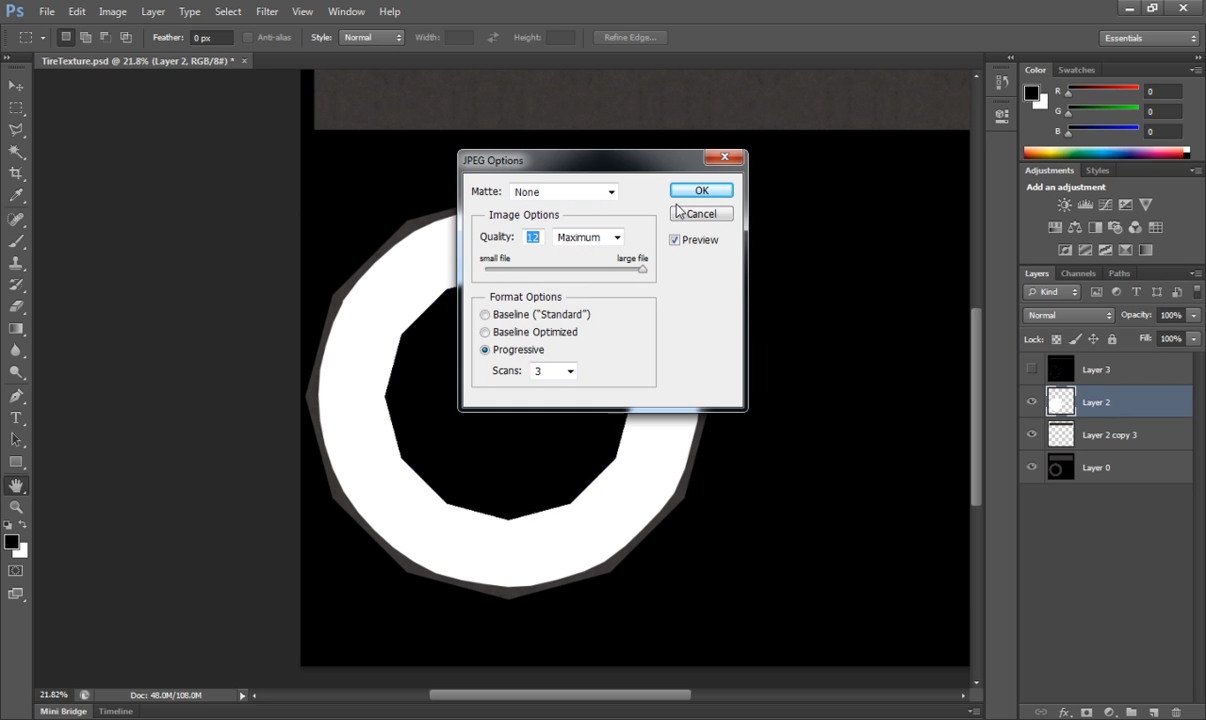 Ps File Edit Image Layer Type Select Filter View Window Help
Feather: 0 px Anti-alias Style: Normal Width: Height: Refine Edge... Essentials
TireTexture.psd @ 21.8% (Layer 2, RGB/8#) * ×
Color Swatches
R 0
G 0
B 0
Adjustments Styles
Add an adjustment
Layers Channels Paths
Kind
Normal Opacity: 100%
Lock: Fill: 100%
Layer 3
Layer 2
Layer 2 copy 3
Layer 0
JPEG Options
Matte: None OK
Image Options Cancel
Quality: 12 Maximum Preview
small file large file
Format Options
Baseline ("Standard")
Baseline Optimized
Progressive
Scans: 3
21.82% Doc: 48.0M/108.0M
Mini Bridge Timeline